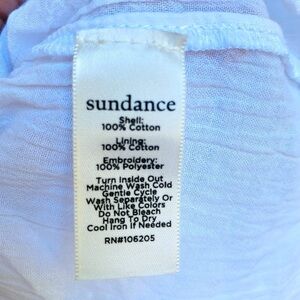 sundance
Shell:
100% Cotton
Lining:
100% Cotton
Embroidery:
100% Polyester
Turn Inside Out
Machine Wash Cold
Gentle Cycle
Wash Separately Or
With Like Colors
Do Not Bleach
Hang To Dry
Cool Iron If Needed
RN#106205